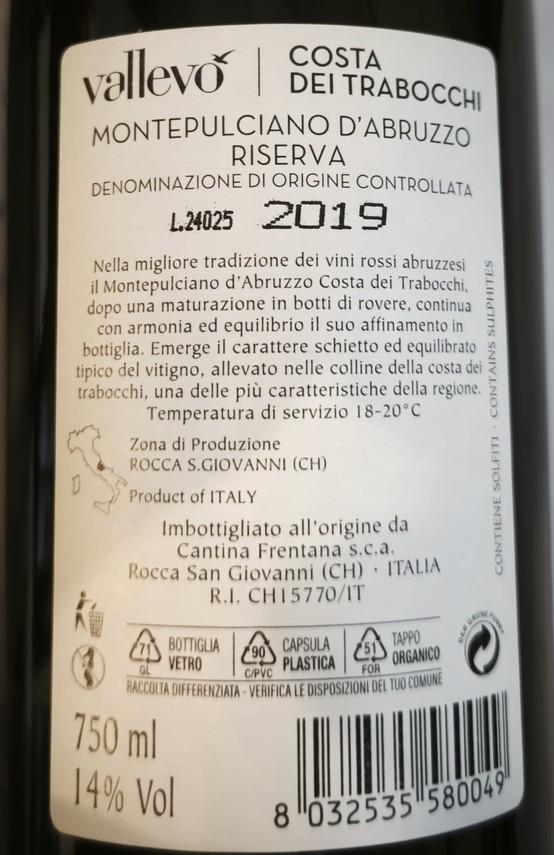 vallevò
COSTA
DEI TRABOCCHI
MONTEPULCIANO D'ABRUZZO
RISERVA
DENOMINAZIONE DI ORIGINE CONTROLLATA
L.24025 2019
Nella migliore tradizione dei vini rossi abruzzesi
il Montepulciano d'Abruzzo Costa dei Trabocchi,
dopo una maturazione in botti di rovere, continua
con armonia ed equilibrio il suo affinamento in
bottiglia. Emerge il carattere schietto ed equilibrato
tipico del vitigno, allevato nelle colline della costa dei
trabocchi, una delle più caratteristiche della regione.
Temperatura di servizio 18-20°C
CONTIENE SOLFITI · CONTAINS SULPHITES
Zona di Produzione
ROCCA S.GIOVANNI (CH)
Product of ITALY
Imbottigliato all'origine da
Cantina Frentana s.c.a.
Rocca San Giovanni (CH) · ITALIA
R.I. CH15770/IT
71
GL
BOTTIGLIA
VETRO
90
C/PVC
CAPSULA
PLASTICA
51
FOR
TAPPO
ORGANICO
DER GRÜNE PUNKT
RACCOLTA DIFFERENZIATA - VERIFICA LE DISPOSIZIONI DEL TUO COMUNE
750 ml
14% Vol
8 032535 580049